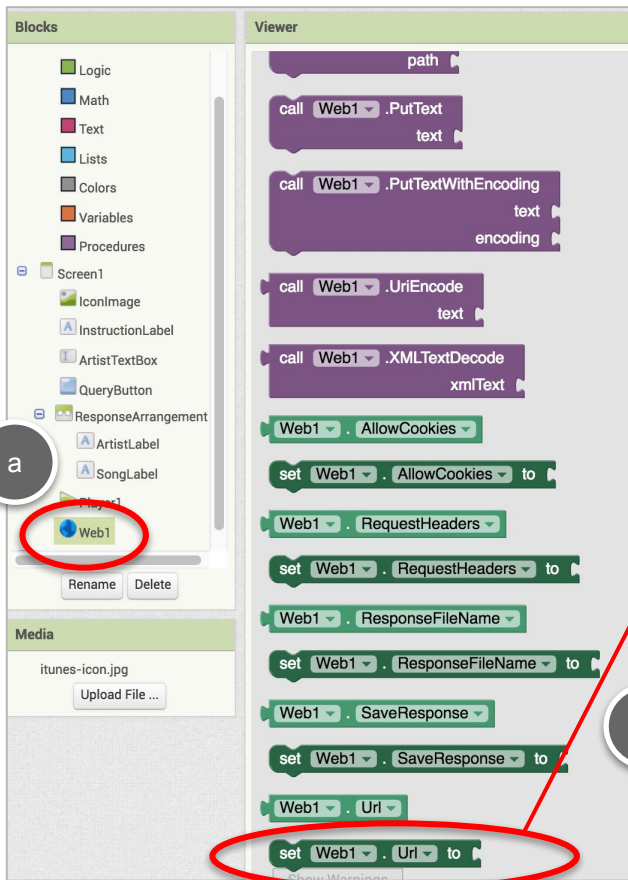 Blocks
Logic
Math
Text
Lists
Colors
Variables
Procedures
Screen1
IconImage
InstructionLabel
ArtistTextBox
QueryButton
ResponseArrangement
ArtistLabel
SongLabel
Player1
Web1
a
Rename Delete
Media
itunes-icon.jpg
Upload File ...
Viewer
path
call Web1 .PutText
text
call Web1 .PutTextWithEncoding
text
encoding
call Web1 .UriEncode
text
call Web1 .XMLTextDecode
xmlText
Web1 . AllowCookies
set Web1 . AllowCookies to
Web1 . RequestHeaders
set Web1 . RequestHeaders to
Web1 . ResponseFileName
set Web1 . ResponseFileName to
Web1 . SaveResponse
set Web1 . SaveResponse to
Web1 . Url
set Web1 . Url to
Show Warnings